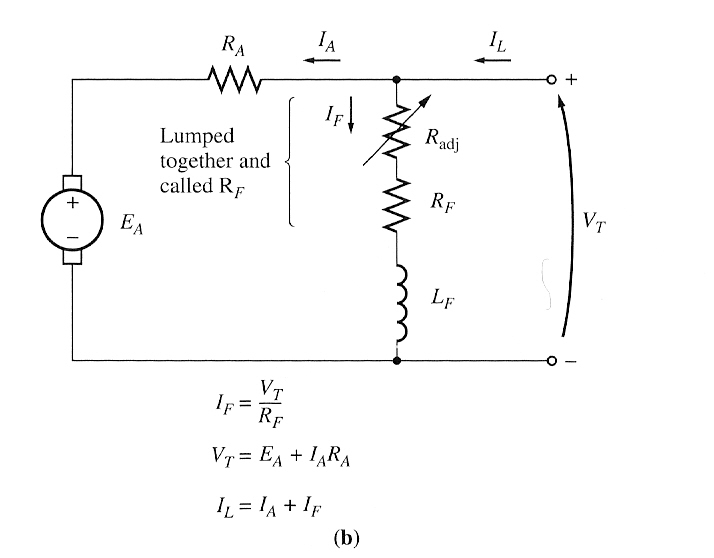 R_A
I_A
I_L
+
I_F
Lumped
together and
called R_F
R_adj
R_F
+
−
E_A
V_T
L_F
−
I_F = V_T / R_F
V_T = E_A + I_A R_A
I_L = I_A + I_F
(b)